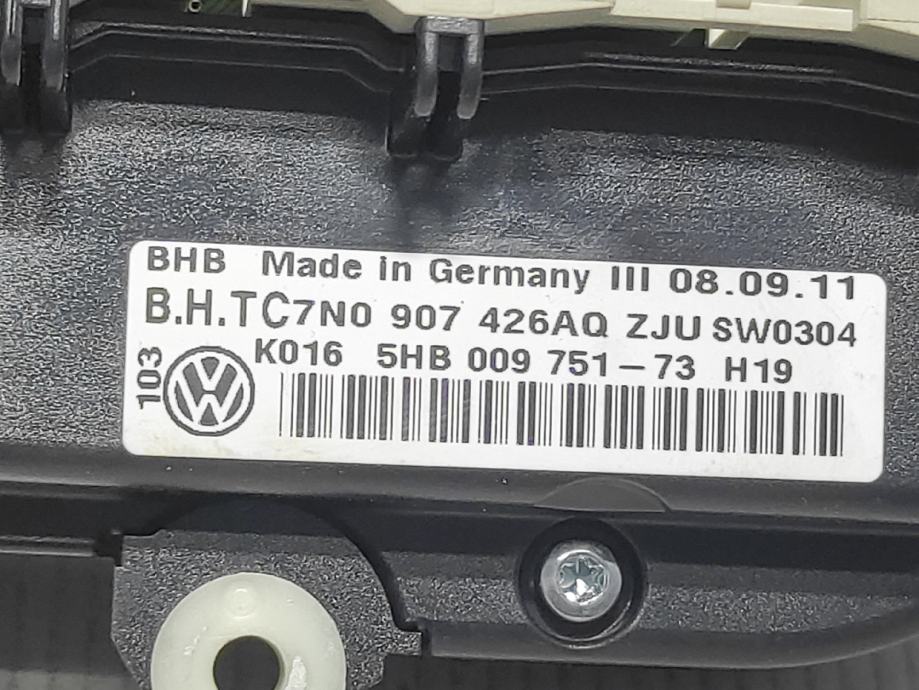 BHB Made in Germany III 08.09.11
B.H.TC7N0 907 426AQ ZJU SW0304
K016 5HB 009 751-73 H19
103